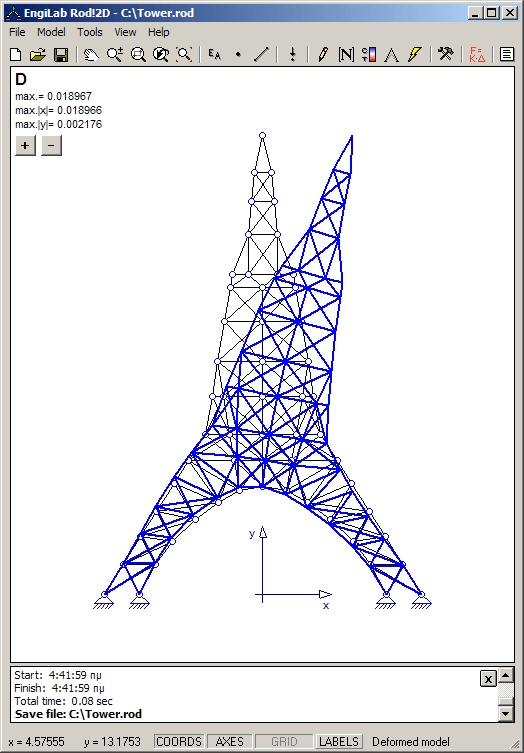 EngiLab Rod!2D - C:\Tower.rod
File Model Tools View Help
E A N F= K·Δ
D
max.= 0.018967
max.|x|= 0.018966
max.|y|= 0.002176
+ −
y
x
Start: 4:41:59 πμ
Finish: 4:41:59 πμ
Total time: 0.08 sec
Save file: C:\Tower.rod
x
x = 4.57555 y = 13.1753 COORDS AXES GRID LABELS Deformed model